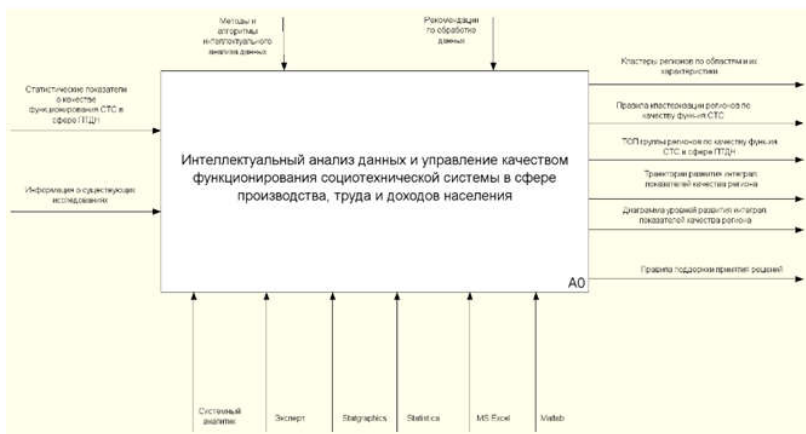 Методы и
алгоритмы
интеллектуального
анализа данных
Рекомендации
по обработке
данных
Кластеры регионов по областям и их
характеристики
Статистические показатели
о качестве
функционирования СТС в
сфере ПТДН
Правила кластеризации регионов по
качеству фун-ия СТС
ТОП группы регионов по качеству фун-ия
СТС в сфере ПТДН
Интеллектуальный анализ данных и управление качеством
функционирования социотехнической системы в сфере
производства, труда и доходов населения
Траектории развития интеграл.
показателей качества региона
Информация о существующих
исследованиях
Диаграмма уровней развития интеграл.
показателей качества региона
Правила поддержки принятия решений
A0
Системный
аналитик
Эксперт
Statgraphics
Statistica
MS Excel
Matlab